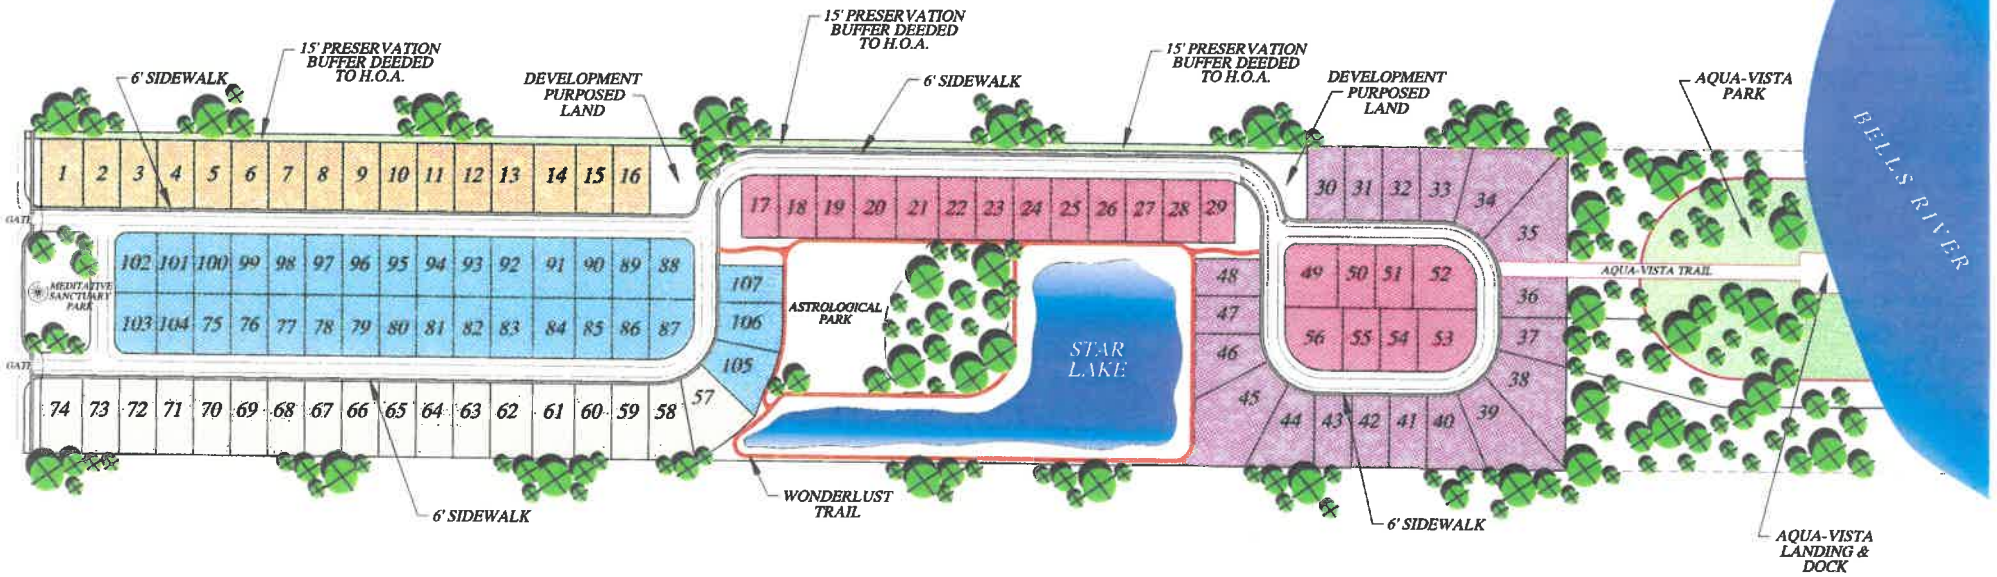 15' PRESERVATION
BUFFER DEEDED
TO H.O.A.
15' PRESERVATION
BUFFER DEEDED
TO H.O.A.
15' PRESERVATION
BUFFER DEEDED
TO H.O.A.
6' SIDEWALK
DEVELOPMENT
PURPOSED
LAND
6' SIDEWALK
DEVELOPMENT
PURPOSED
LAND
AQUA-VISTA
PARK
BELLS RIVER
1 2 3 4 5 6 7 8 9 10 11 12 13 14 15 16
17 18 19 20 21 22 23 24 25 26 27 28 29
30 31 32 33 34
35
GATE
102 101 100 99 98 97 96 95 94 93 92 91 90 89 88
103 104 75 76 77 78 79 80 81 82 83 84 85 86 87
MEDITATIVE
SANCTUARY
PARK
107
106
105
ASTROLOGICAL
PARK
STAR
LAKE
48
47
46
45
49 50 51 52
56 55 54 53
AQUA-VISTA TRAIL
36
37
38
39
44 43 42 41 40
GATE
74 73 72 71 70 69 68 67 66 65 64 63 62 61 60 59 58 57
6' SIDEWALK
WONDERLUST
TRAIL
6' SIDEWALK
AQUA-VISTA
LANDING &
DOCK